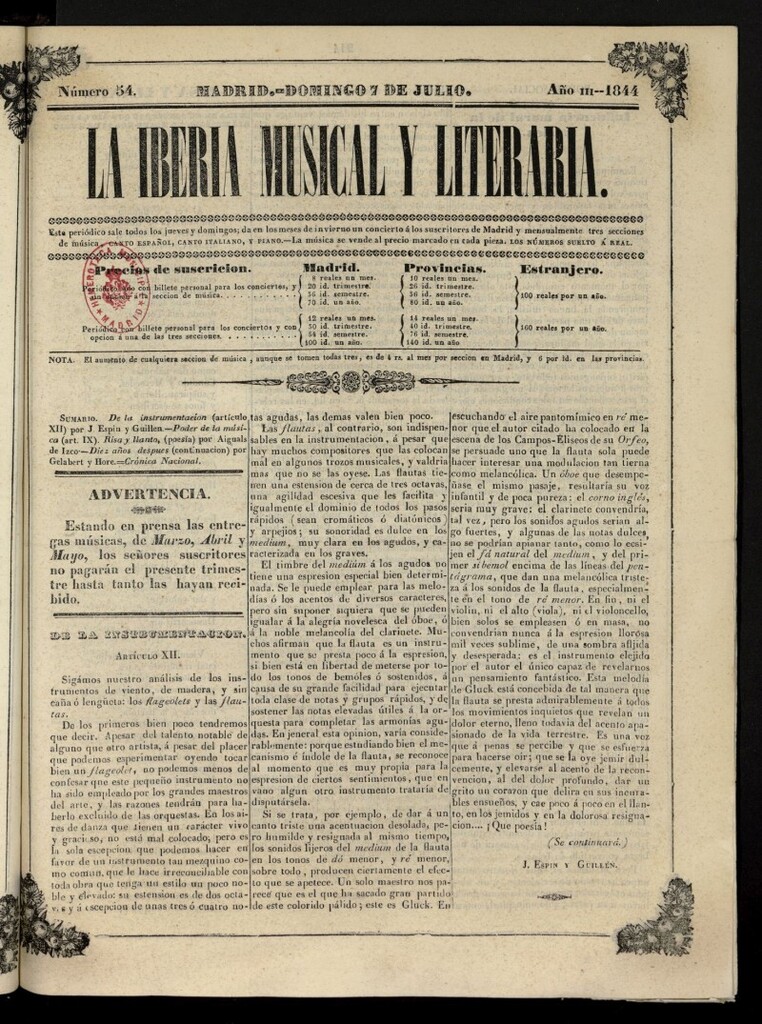 Número 54.
MADRID.=DOMINGO 7 DE JULIO.
Año III--1844
LA IBERIA MUSICAL Y LITERARIA.
Este periódico sale todos los jueves y domingos; da en los meses de invierno un concierto á los suscritores de Madrid y mensualmente tres secciones
de música, CANTO ESPAÑOL, CANTO ITALIANO, Y PIANO.—La música se vende al precio marcado en cada pieza. LOS NÚMEROS SUELTO Á REAL.
Precios de suscricion.
con billete personal para los conciertos, y
á la seccion de música. . . . . . . . . .
Periódico con billete personal para los conciertos y con
opcion á una de las tres secciones. . . . . . . . .
Madrid.
8 reales un mes.
20 id. trimestre.
36 id. semestre.
70 id. un año.
12 reales un mes.
30 id. trimestre.
54 id. semestre.
100 id. un año.
Provincias.
10 reales un mes.
26 id. trimestre.
36 id. semestre.
80 id. un año.
14 reales un mes.
40 id. trimestre.
76 id. semestre.
140 id. un año
Estranjero.
100 reales por un año.
160 reales por un año.
HEMEROTECA MUNICIPAL
MADRID
NOTA. El aumento de cualquiera seccion de música, aunque se tomen todas tres, es de 4 rs. al mes por seccion en Madrid, y 6 por id. en las provincias.
SUMARIO. De la instrumentacion (artículo
XII) por J. Espin y Guillen.—Poder de la músi-
ca (art. IX). Risa y llanto, (poesía) por Aiguals
de Izco—Diez años despues (continuacion) por
Gelabert y Hore.=Crónica Nacional.
ADVERTENCIA.
Estando en prensa las entre-
gas músicas, de Marzo, Abril y
Mayo, los señores suscritores
no pagarán el presente trimes-
tre hasta tanto las hayan reci-
bido.
DE LA INSTRUMENTACION.
ARTÍCULO XII.
Sigámos nuestro análisis de los ins-
trumentos de viento, de madera, y sin
caña ó lengüeta: los flageolets y las flau-
tas.
De los primeros bien poco tendremos
que decir. Apesar del talento notable de
alguno que otro artista, á pesar del placer
que podemos esperimentar oyendo tocar
bien un flageolet, no podemos menos de
confesar que este pequeño instrumento no
ha sido empleado por los grandes maestros
del arte, y las razones tendrán para ha-
berlo excluido de las orquestas. En los ai-
res de danza que tienen un carácter vivo
y gracioso, no está mal colocado, pero es
la sola escepcion que podemos hacer en
favor de un instrumento tan mezquino co-
mo comun, que le hace irreconciliable con
toda obra que tenga un estilo un poco no-
ble y elevado: su estension es de dos octa-
vas y á escepcion de unas tres ó cuatro no-
tas agudas, las demas valen bien poco.
Las flautas, al contrario, son indispen-
sables en la instrumentacion, á pesar que
hay muchos compositores que las colocan
mal en algunos trozos musicales, y valdria
mas que no se las oyese. Las flautas tie-
nen una estension de cerca de tres octavas,
una agilidad escesiva que les facilita y
igualmente el dominio de todos los pasos
rápidos (sean cromáticos ó diatónicos)
y arpejios; su sonoridad es dulce en los
medium, muy clara en los agudos, y ca-
racterizada en los graves.
El timbre del medium á los agudos no
tiene una espresion especial bien determi-
nada. Se le puede emplear para las melo-
dias ó los acentos de diversos caracteres,
pero sin suponer siquiera que se pueden
igualar á la alegria novelesca del oboe, ó
á la noble melancolía del clarinete. Mu-
chos afirman que la flauta es un instru-
mento que se presta poco á la espresion,
si bien está en libertad de meterse por to-
do los tonos de bemóles ó sostenidos, á
causa de su grande facilidad para ejecutar
toda clase de notas y grupos rápidos, y de
sostener las notas elevadas útiles á la or-
questa para completar las armonías agu-
das. En jeneral esta opinion, varia conside-
rablemente: porque estudiando bien el me-
canismo é indole de la flauta, se reconoce
al momento que es muy propia para la
espresion de ciertos sentimientos, que en
vano algun otro instrumento trataria de
disputársela.
Si se trata, por ejemplo, de dar á un
canto triste una acentuacion desolada, pe-
ro humilde y resignada al mismo tiempo,
los sonidos fijeros del medium de la flauta
en los tonos de dó menor, y ré menor,
sobre todo, producen ciertamente el efec-
to que se apetece. Un solo maestro nos pa-
rece que es el que ha sacado gran partido
de este colorido pálido; este es Gluck. En
escuchando el aire pantomímico en ré me-
nor que el autor citado ha colocado en la
escena de los Campos-Elíseos de su Orfeo,
se persuade uno que la flauta sola puede
hacer interesar una modulacion tan tierna
como melancólica. Un óboe que desempe-
ñase el mismo pasaje, resultaria su voz
infantil y de poca pureza: el corno inglés,
seria muy grave: el clarinete convendria,
tal vez, pero los sonidos agudos serian al-
go fuertes, y algunas de las notas dulces,
no se podrian apianar tanto, como lo ecsi-
jen el fá natural del medium, y del pri-
mer si bemol encima de las lineas del pen-
tágrama, que dan una melancólica triste-
za á los sonidos de la flauta, especialmen-
te en el tono de ré menor. En fin, ni el
violin, ni el alto (viola), ni el violoncello,
bien solos se empleasen ó en masa, no
convendrian nunca á la espresion llorosa
mil veces sublime, de una sombra aflijida
y desesperada: es el instrumento elejido
por el autor el único capaz de revelarnos
un pensamiento fantástico. Esta melodía
de Gluck está concebida de tal manera que
la flauta se presta admirablemente á todos
los movimientos inquietos que revelan un
dolor eterno, lleno todavia del acento apa-
sionado de la vida terrestre. Es una voz
que á penas se percibe y que se esfuerza
para hacerse oir; que se la oye jemir dul-
cemente, y elevarse al acento de la recon-
vencion, al del dolor profundo, dar un
grito un corazon que delira en sus incura-
bles ensueños, y cae poco á poco en el llan-
to, en los jemidos y en la dolorosa resigna-
cion.... ¡Que poesía!
(Se continuará.)
J. ESPIN Y GUILLÉN.